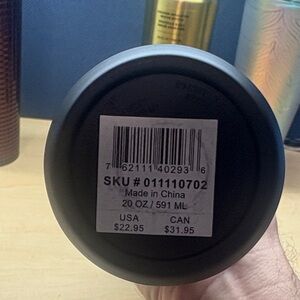 7 62111 40293 6
SKU # 011110702
Made in China
20 OZ / 591 ML
USA CAN
$22.95 $31.95